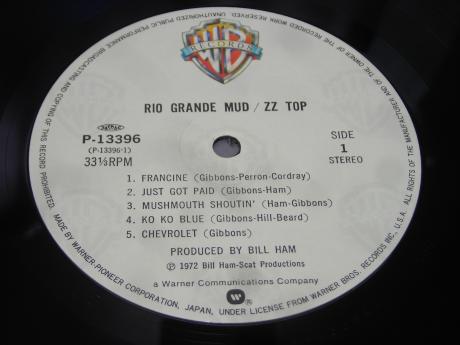 WB
RECORDS
RIO GRANDE MUD / ZZ TOP
P-13396
(P-13396-1)
33⅓RPM
SIDE
1
STEREO
1. FRANCINE (Gibbons-Perron-Cordray)
2. JUST GOT PAID (Gibbons-Ham)
3. MUSHMOUTH SHOUTIN' (Ham-Gibbons)
4. KO KO BLUE (Gibbons-Hill-Beard)
5. CHEVROLET (Gibbons)
PRODUCED BY BILL HAM
℗ 1972 Bill Ham-Scat Productions
a Warner Communications Company
MADE BY WARNER-PIONEER CORPORATION, JAPAN, UNDER LICENSE FROM WARNER BROS. RECORDS INC., U.S.A. ALL RIGHTS OF THE MANUFACTURER AND OF THE OWNER OF THE RECORDED WORK RESERVED. UNAUTHORIZED PUBLIC PERFORMANCE, BROADCASTING AND COPYING OF THIS RECORD PROHIBITED.